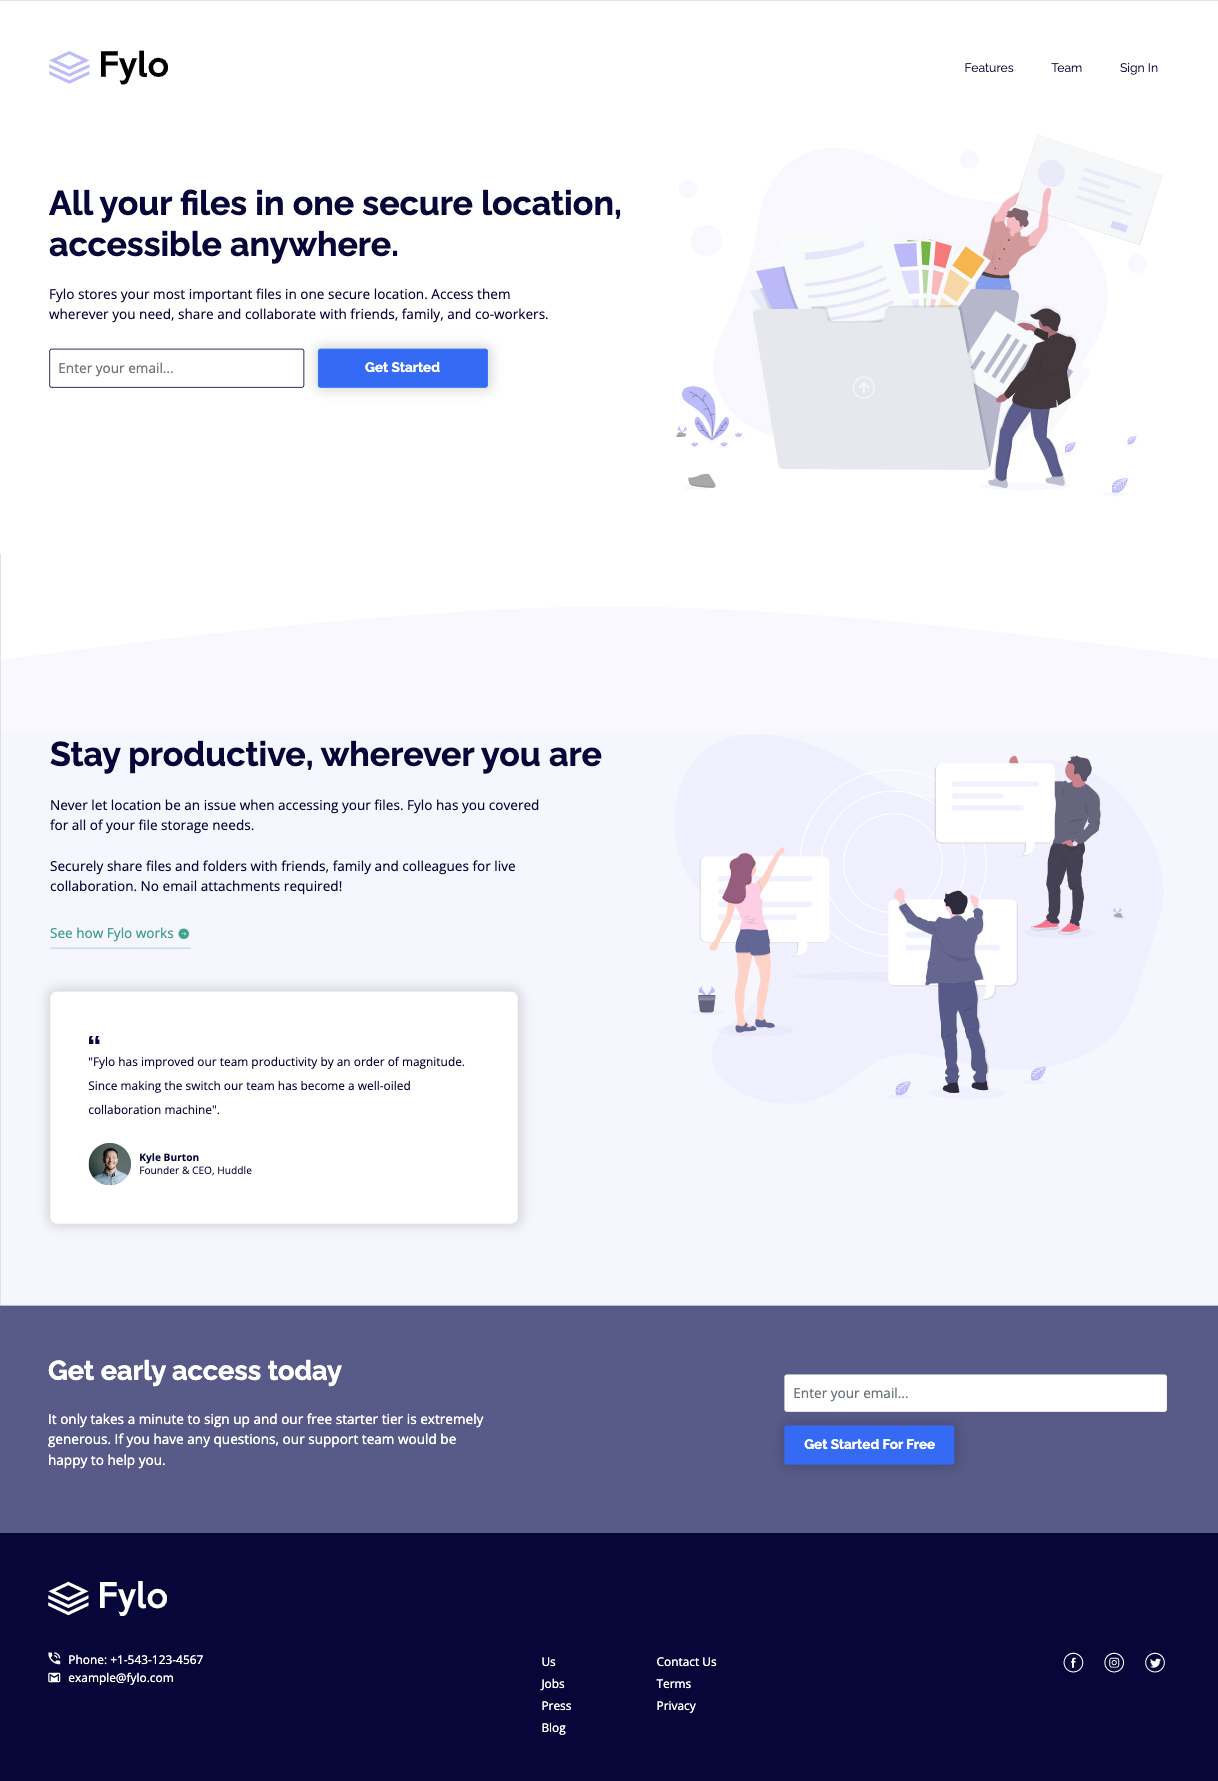 Fylo
Features
Team
Sign In
All your files in one secure location,
accessible anywhere.
Fylo stores your most important files in one secure location. Access them
wherever you need, share and collaborate with friends, family, and co-workers.
Enter your email...
Get Started
Stay productive, wherever you are
Never let location be an issue when accessing your files. Fylo has you covered
for all of your file storage needs.
Securely share files and folders with friends, family and colleagues for live
collaboration. No email attachments required!
See how Fylo works
"Fylo has improved our team productivity by an order of magnitude.
Since making the switch our team has become a well-oiled
collaboration machine".
Kyle Burton
Founder & CEO, Huddle
Get early access today
It only takes a minute to sign up and our free starter tier is extremely
generous. If you have any questions, our support team would be
happy to help you.
Enter your email...
Get Started For Free
Fylo
Phone: +1-543-123-4567
example@fylo.com
Us
Jobs
Press
Blog
Contact Us
Terms
Privacy